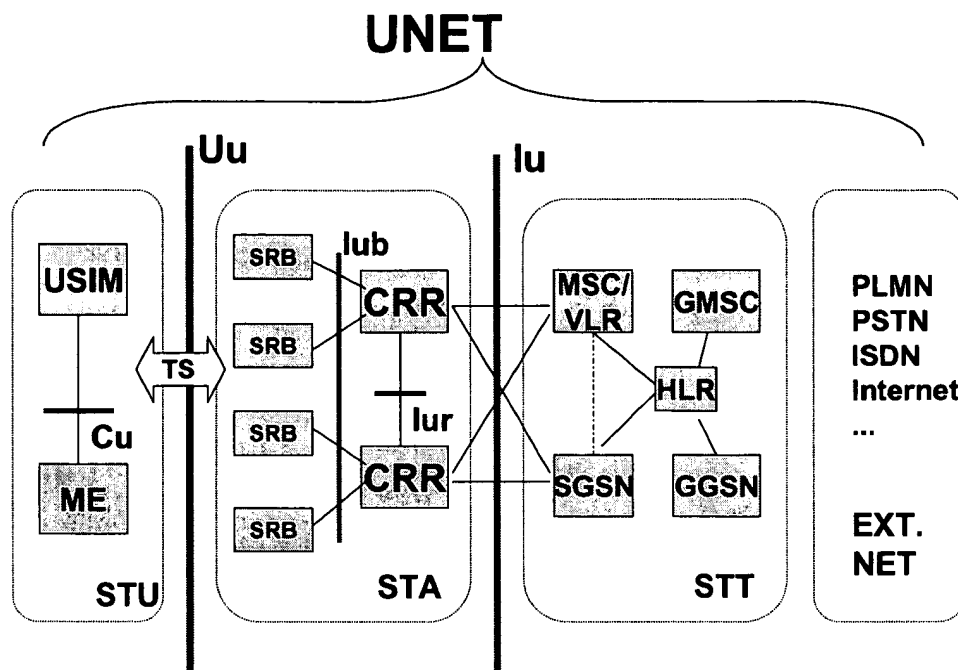 UNET
Uu
Iu
USIM
Cu
ME
STU
TS
SRB
SRB
SRB
SRB
Iub
CRR
Iur
CRR
STA
MSC/
VLR
GMSC
HLR
SGSN
GGSN
STT
PLMN
PSTN
ISDN
Internet
...
EXT.
NET